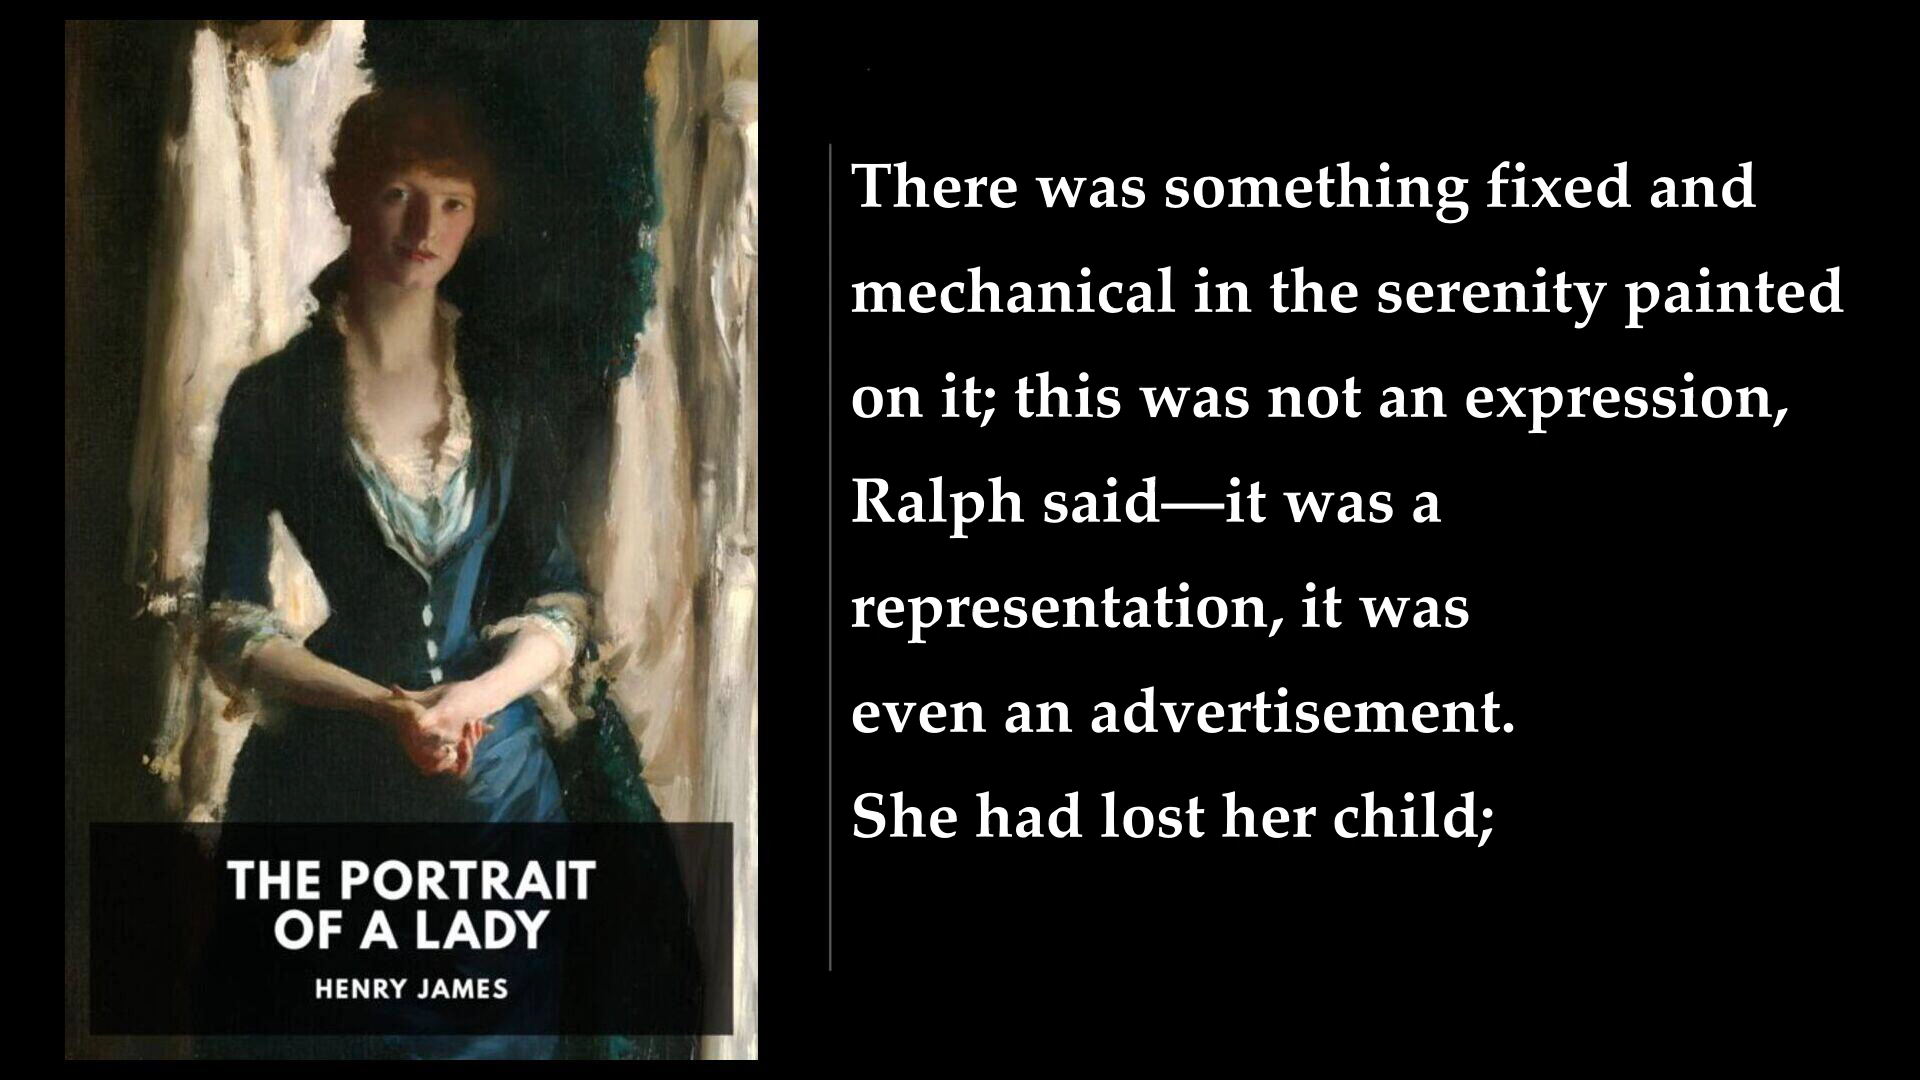 There was something fixed and
mechanical in the serenity painted
on it; this was not an expression,
Ralph said—it was a
representation, it was
even an advertisement.
She had lost her child;
THE PORTRAIT
OF A LADY
HENRY JAMES